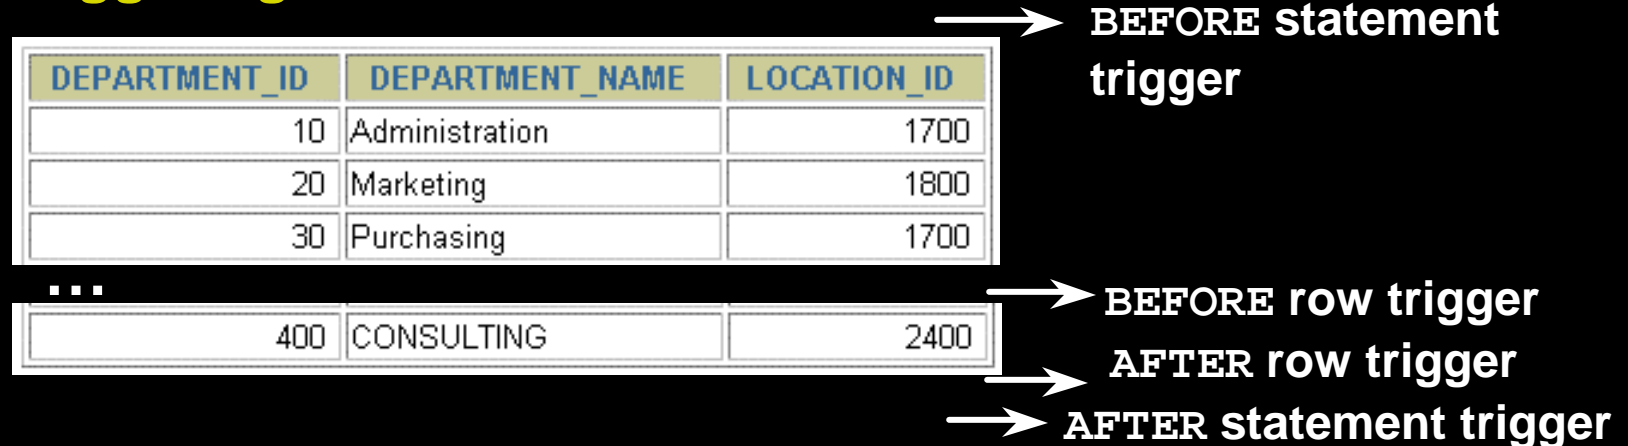 BEFORE statement
trigger
DEPARTMENT_ID DEPARTMENT_NAME LOCATION_ID
10 Administration 1700
20 Marketing 1800
30 Purchasing 1700
...
BEFORE row trigger
400 CONSULTING 2400
AFTER row trigger
AFTER statement trigger